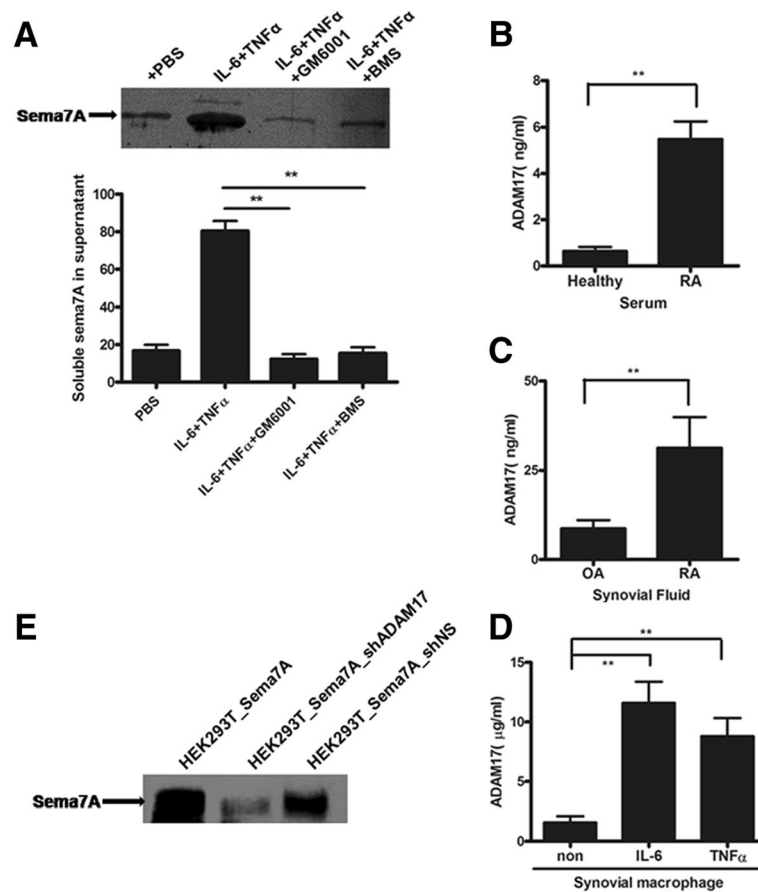 A
+PBS
IL-6+TNFα
IL-6+TNFα
+GM6001
IL-6+TNFα
+BMS
Sema7A
Soluble sema7A in supernatant
100
80
60
40
20
0
**
**
PBS
IL-6+TNFα
IL-6+TNFα+GM6001
IL-6+TNFα+BMS
B
ADAM17( ng/ml)
8
6
4
2
0
**
Healthy
RA
Serum
C
ADAM17( ng/ml)
50
25
0
**
OA
RA
Synovial Fluid
E
HEK293T_Sema7A
HEK293T_Sema7A_shADAM17
HEK293T_Sema7A_shNS
Sema7A
D
ADAM17( μg/ml)
15
10
5
0
**
**
non
IL-6
TNFα
Synovial macrophage